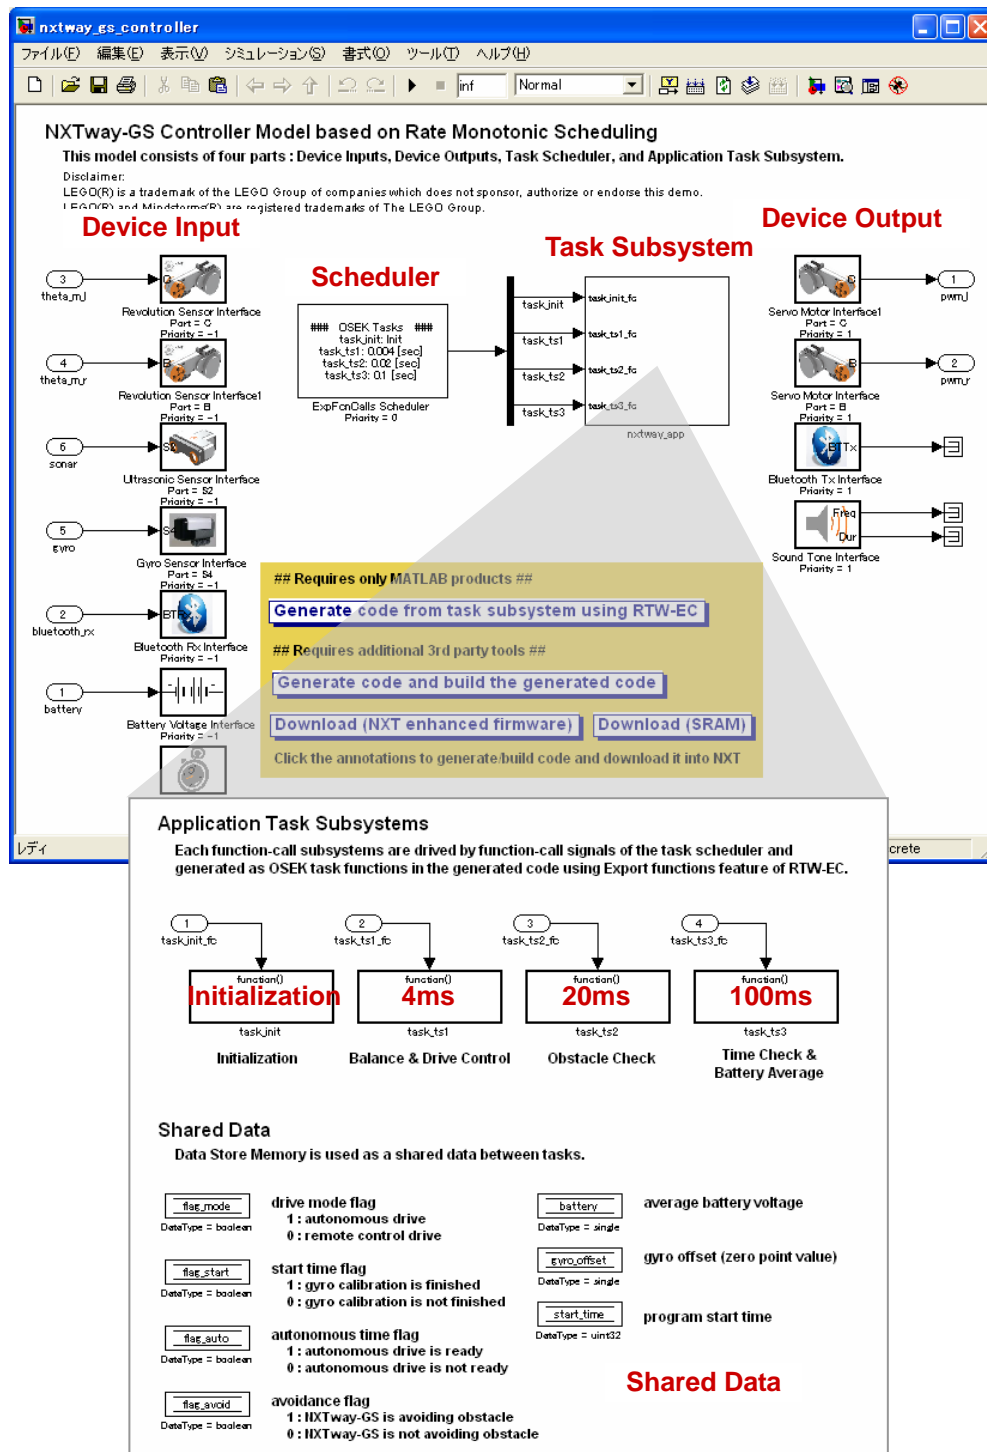 nxtway_gs_controller
ファイル(F) 編集(E) 表示(V) シミュレーション(S) 書式(O) ツール(T) ヘルプ(H)
inf Normal
NXTway-GS Controller Model based on Rate Monotonic Scheduling
This model consists of four parts : Device Inputs, Device Outputs, Task Scheduler, and Application Task Subsystem.
Disclaimer:
LEGO(R) is a trademark of the LEGO Group of companies which does not sponsor, authorize or endorse this demo.
LEGO(R) and Mindstorms(R) are registered trademarks of The LEGO Group.
Device Input
Scheduler
Task Subsystem
Device Output
3
theta_m_l
C
Revolution Sensor Interface
Port = C
Priority = -1
4
theta_m_r
B
Revolution Sensor Interface1
Port = B
Priority = -1
6
sonar
S2
Ultrasonic Sensor Interface
Port = S2
Priority = -1
5
gyro
S4
Gyro Sensor Interface
Port = S4
Priority = -1
2
bluetooth_rx
BTRx
Bluetooth Rx Interface
Priority = -1
1
battery
Battery Voltage Interface
Priority = -1
### OSEK Tasks ###
task_init: Init
task_ts1: 0.004 [sec]
task_ts2: 0.02 [sec]
task_ts3: 0.1 [sec]
ExpFcnCalls Scheduler
Priority = 0
task_init
task_ts1
task_ts2
task_ts3
task_init_fc
task_ts1_fc
task_ts2_fc
task_ts3_fc
nxtway_app
C
1
pwm_l
Servo Motor Interface1
Port = C
Priority = 1
B
2
pwm_r
Servo Motor Interface
Port = B
Priority = 1
BTTx
Bluetooth Tx Interface
Priority = 1
Freq
Dur
Sound Tone Interface
Priority = 1
## Requires only MATLAB products ##
Generate code from task subsystem using RTW-EC
## Requires additional 3rd party tools ##
Generate code and build the generated code
Download (NXT enhanced firmware) Download (SRAM)
Click the annotations to generate/build code and download it into NXT
レディ
crete
Application Task Subsystems
Each function-call subsystems are drived by function-call signals of the task scheduler and
generated as OSEK task functions in the generated code using Export functions feature of RTW-EC.
1
task_init_fc
2
task_ts1_fc
3
task_ts2_fc
4
task_ts3_fc
function()
function()
function()
function()
Initialization
4ms
20ms
100ms
task_init
task_ts1
task_ts2
task_ts3
Initialization
Balance & Drive Control
Obstacle Check
Time Check &
Battery Average
Shared Data
Data Store Memory is used as a shared data between tasks.
flag_mode
DataType = boolean
drive mode flag
1 : autonomous drive
0 : remote control drive
flag_start
DataType = boolean
start time flag
1 : gyro calibration is finished
0 : gyro calibration is not finished
flag_auto
DataType = boolean
autonomous time flag
1 : autonomous drive is ready
0 : autonomous drive is not ready
flag_avoid
DataType = boolean
avoidance flag
1 : NXTway-GS is avoiding obstacle
0 : NXTway-GS is not avoiding obstacle
battery
DataType = single
average battery voltage
gyro_offset
DataType = single
gyro offset (zero point value)
start_time
DataType = uint32
program start time
Shared Data